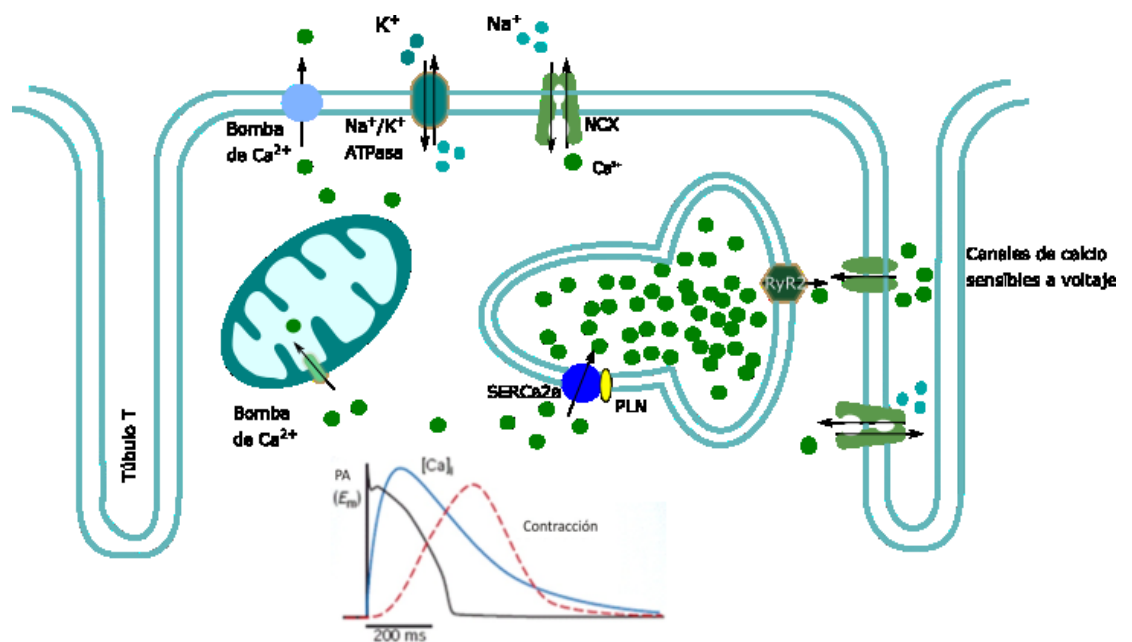 K⁺
Na⁺
Bomba
de Ca²⁺
Na⁺/K⁺
ATPasa
NCX
Ca²⁺
Canales de calcio
sensibles a voltaje
RyR2
SERCa2a
PLN
Bomba
de Ca²⁺
Túbulo T
PA
(Eₘ)
[Ca]ᵢ
Contracción
200 ms